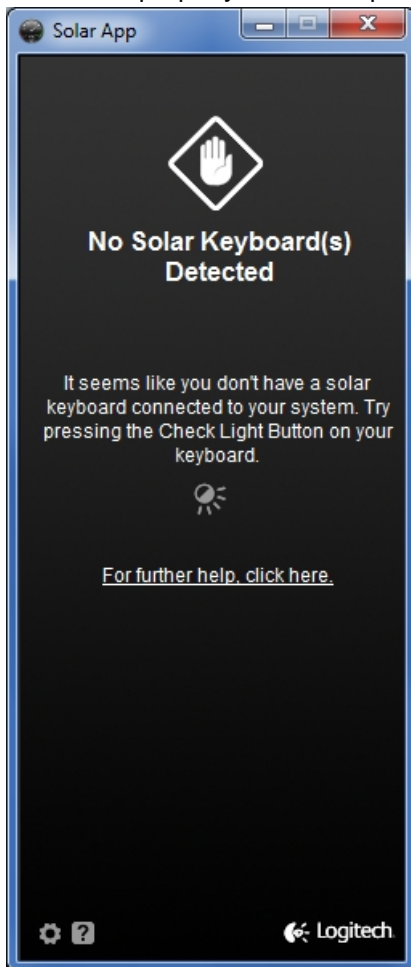 Solar App
No Solar Keyboard(s)
Detected
It seems like you don't have a solar
keyboard connected to your system. Try
pressing the Check Light Button on your
keyboard.
For further help, click here.
?
Logitech